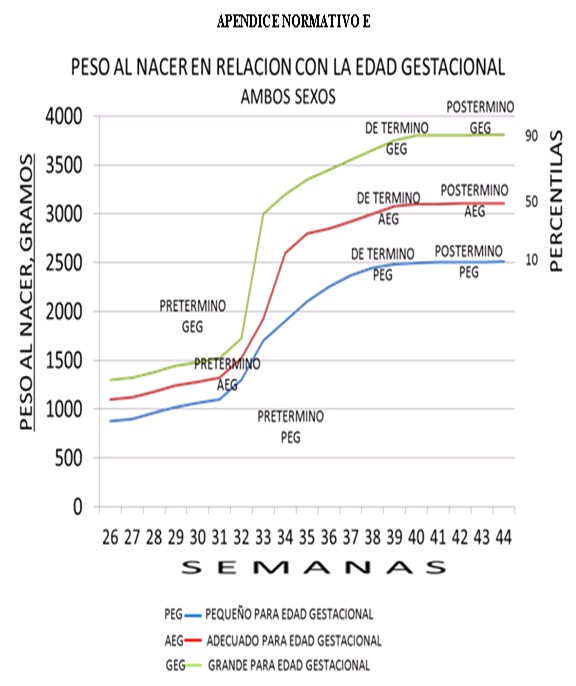 APENDICE NORMATIVO E
PESO AL NACER EN RELACION CON LA EDAD GESTACIONAL
AMBOS SEXOS
PESO AL NACER, GRAMOS
4000
3500
3000
2500
2000
1500
1000
500
0
POSTERMINO
GEG
DE TERMINO
GEG
POSTERMINO
AEG
DE TERMINO
AEG
POSTERMINO
PEG
DE TERMINO
PEG
PRETERMINO
GEG
PRETERMINO
AEG
PRETERMINO
PEG
90
50
10
PERCENTILAS
26 27 28 29 30 31 32 33 34 35 36 37 38 39 40 41 42 43 44
SEMANAS
PEG PEQUEÑO PARA EDAD GESTACIONAL
AEG ADECUADO PARA EDAD GESTACIONAL
GEG GRANDE PARA EDAD GESTACIONAL